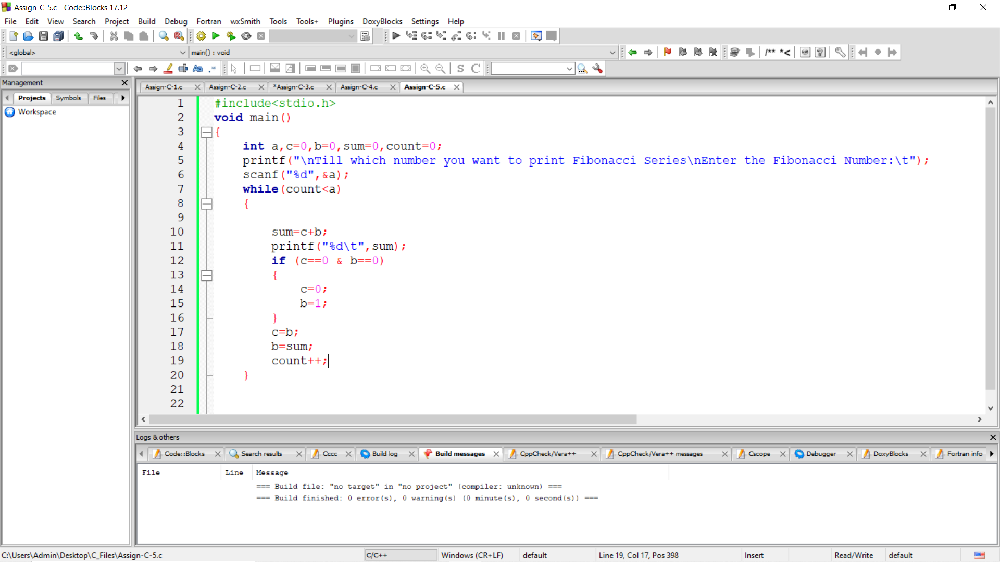 Assign-C-5.c - Code::Blocks 17.12
File Edit View Search Project Build Debug Fortran wxSmith Tools Tools+ Plugins DoxyBlocks Settings Help
<global> main() : void
/** *<
S C
Management
Projects Symbols Files
Workspace
Assign-C-1.c Assign-C-2.c *Assign-C-3.c Assign-C-4.c Assign-C-5.c
1 #include<stdio.h>
2 void main()
3 {
4 int a,c=0,b=0,sum=0,count=0;
5 printf("\nTill which number you want to print Fibonacci Series\nEnter the Fibonacci Number:\t");
6 scanf("%d",&a);
7 while(count<a)
8 {
9
10 sum=c+b;
11 printf("%d\t",sum);
12 if (c==0 & b==0)
13 {
14 c=0;
15 b=1;
16 }
17 c=b;
18 b=sum;
19 count++;
20 }
21
22
Logs & others
Code::Blocks Search results Cccc Build log Build messages CppCheck/Vera++ CppCheck/Vera++ messages Cscope Debugger DoxyBlocks Fortran info
File Line Message
=== Build file: "no target" in "no project" (compiler: unknown) ===
=== Build finished: 0 error(s), 0 warning(s) (0 minute(s), 0 second(s)) ===
C:\Users\Admin\Desktop\C_Files\Assign-C-5.c C/C++ Windows (CR+LF) default Line 19, Col 17, Pos 398 Insert Read/Write default